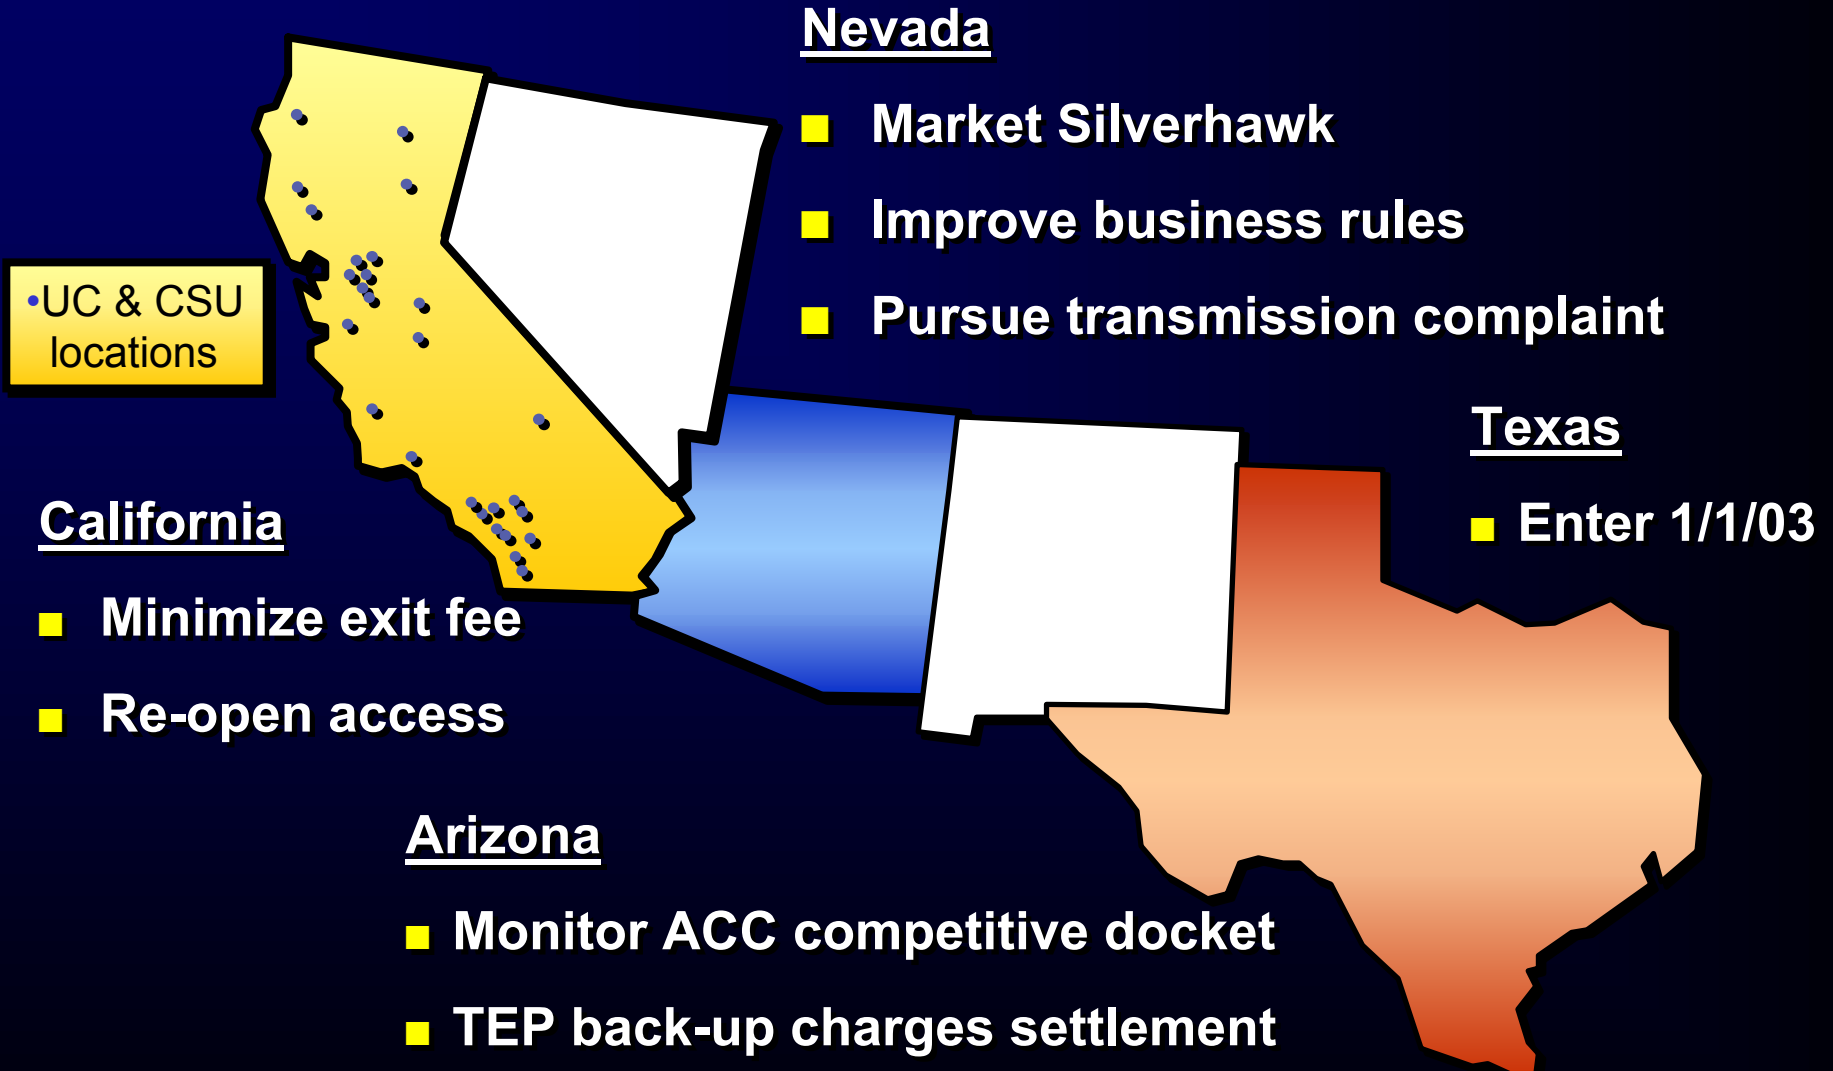 Nevada
■ Market Silverhawk
■ Improve business rules
■ Pursue transmission complaint
•UC & CSU
locations
Texas
■ Enter 1/1/03
California
■ Minimize exit fee
■ Re-open access
Arizona
■ Monitor ACC competitive docket
■ TEP back-up charges settlement